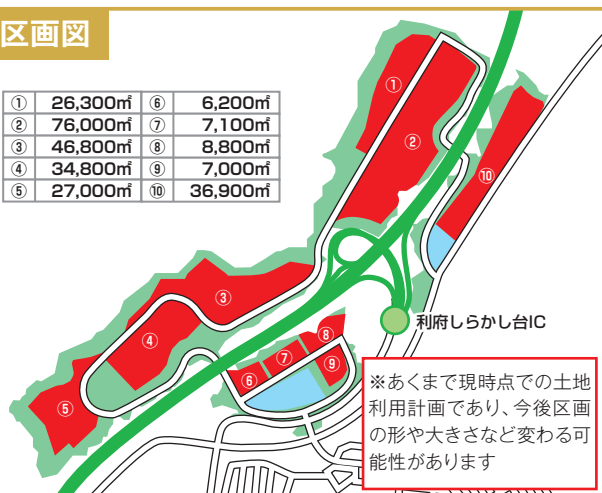 区画図
① 26,300㎡ ⑥ 6,200㎡
② 76,000㎡ ⑦ 7,100㎡
③ 46,800㎡ ⑧ 8,800㎡
④ 34,800㎡ ⑨ 7,000㎡
⑤ 27,000㎡ ⑩ 36,900㎡
①
②
⑩
③
利府しらかし台IC
④
⑧
⑦
⑨
⑥
⑤
※あくまで現時点での土地
利用計画であり、今後区画
の形や大きさなど変わる可
能性があります